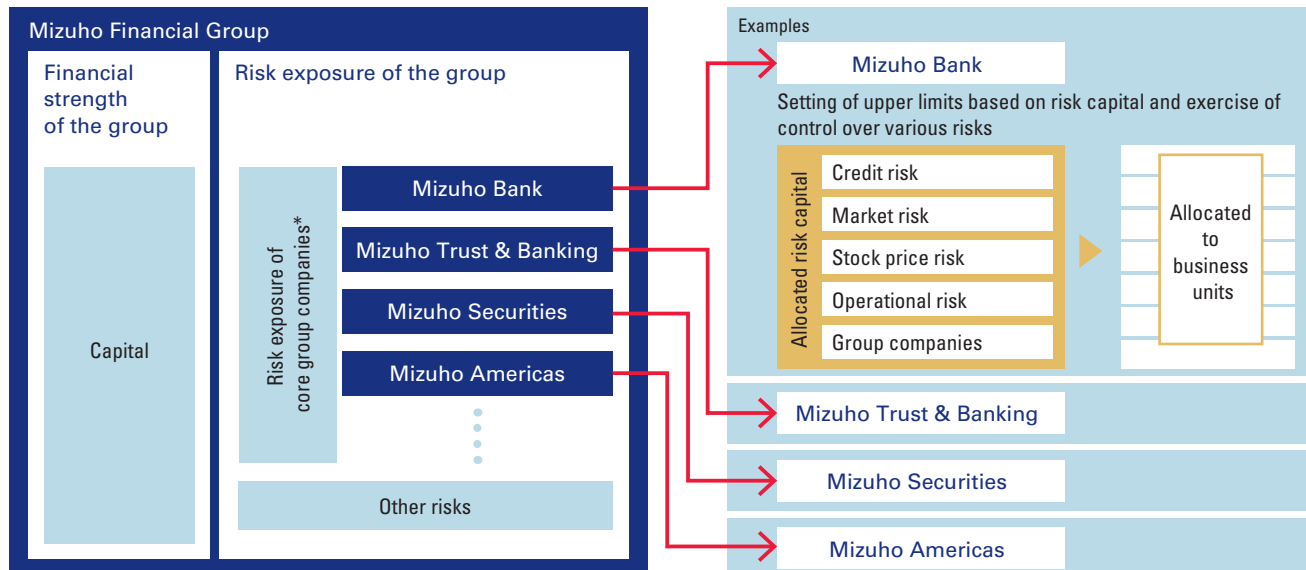 Mizuho Financial Group
Financial
strength
of the group
Capital
Risk exposure of the group
Risk exposure of
core group companies*
Mizuho Bank
Mizuho Trust & Banking
Mizuho Securities
Mizuho Americas
Other risks
Examples
Mizuho Bank
Setting of upper limits based on risk capital and exercise of
control over various risks
Allocated risk capital
Credit risk
Market risk
Stock price risk
Operational risk
Group companies
Allocated
to
business
units
Mizuho Trust & Banking
Mizuho Securities
Mizuho Americas